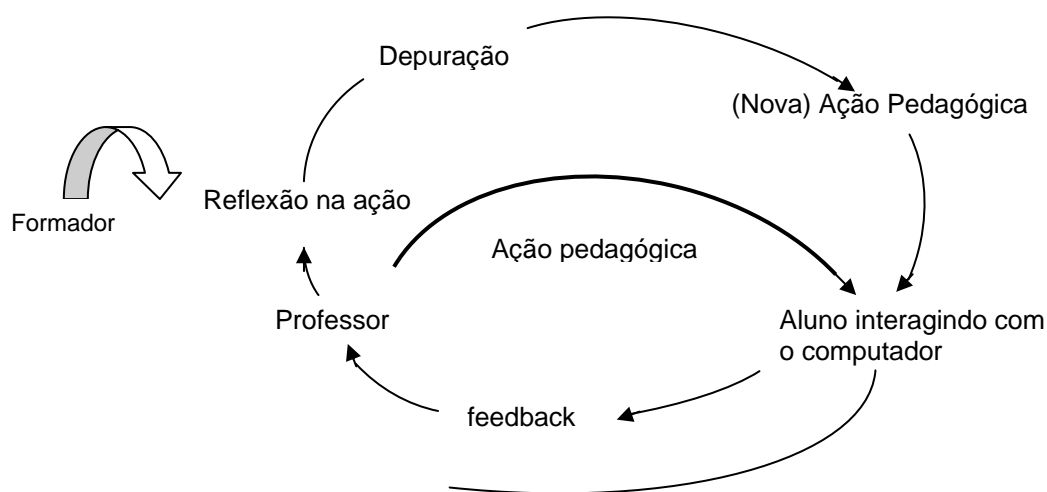 Depuração
(Nova) Ação Pedagógica
Reflexão na ação
Formador
Ação pedagógica
Professor
Aluno interagindo com
o computador
feedback